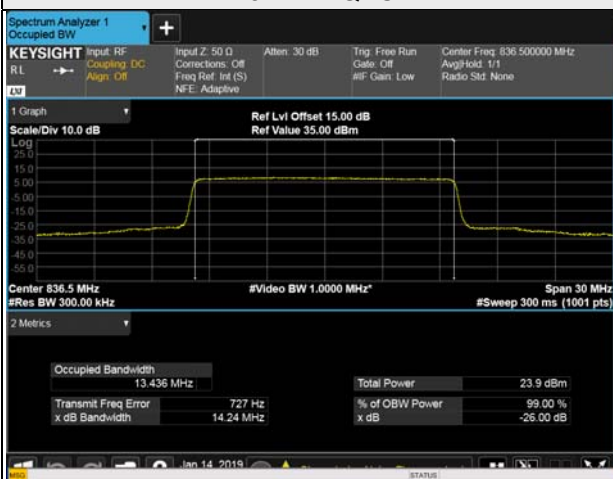 Spectrum Analyzer 1
Occupied BW
KEYSIGHT Input: RF Input Z: 50 Ω Atten: 30 dB Trig: Free Run Center Freq: 836.500000 MHz
RL Coupling: DC Corrections: Off Gate: Off Avg|Hold: 1/1
Align: Off Freq Ref: Int (S) #IF Gain: Low Radio Std: None
LXI NFE: Adaptive
1 Graph Ref Lvl Offset 15.00 dB
Scale/Div 10.0 dB Ref Value 35.00 dBm
Log
25.0
15.0
5.00
-5.00
-15.0
-25.0
-35.0
-45.0
-55.0
Center 836.5 MHz #Video BW 1.0000 MHz* Span 30 MHz
#Res BW 300.00 kHz #Sweep 300 ms (1001 pts)
2 Metrics
Occupied Bandwidth
13.436 MHz Total Power 23.9 dBm
Transmit Freq Error 727 Hz % of OBW Power 99.00 %
x dB Bandwidth 14.24 MHz x dB -26.00 dB
Jan 14, 2019
MSG STATUS